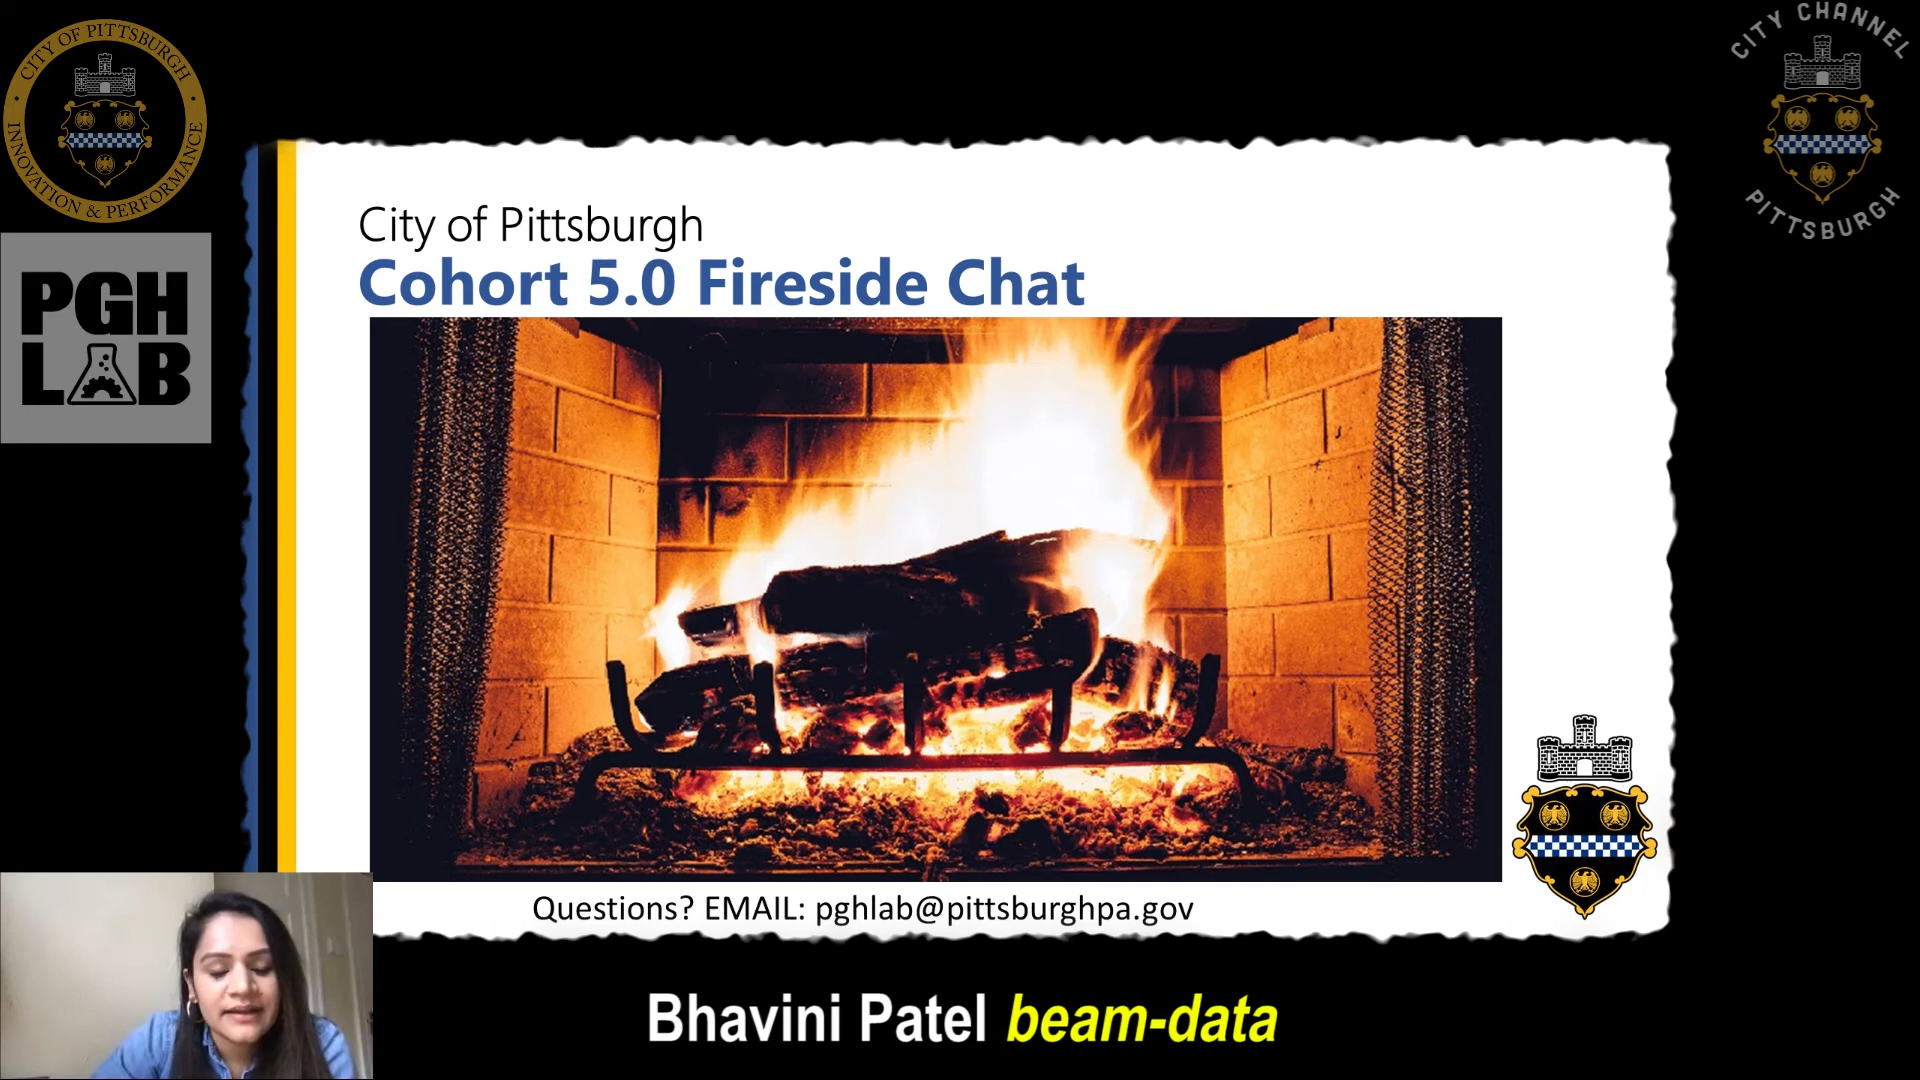 CITY OF PITTSBURGH
INNOVATION & PERFORMANCE
CITY CHANNEL
PITTSBURGH
PGH
LAB
City of Pittsburgh
Cohort 5.0 Fireside Chat
Questions? EMAIL: pghlab@pittsburghpa.gov
Bhavini Patel beam-data